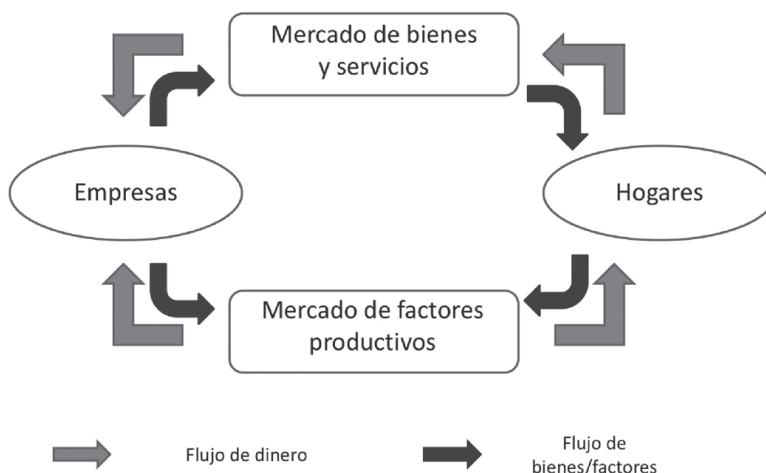 Mercado de bienes
y servicios
Empresas
Hogares
Mercado de factores
productivos
Flujo de dinero
Flujo de
bienes/factores